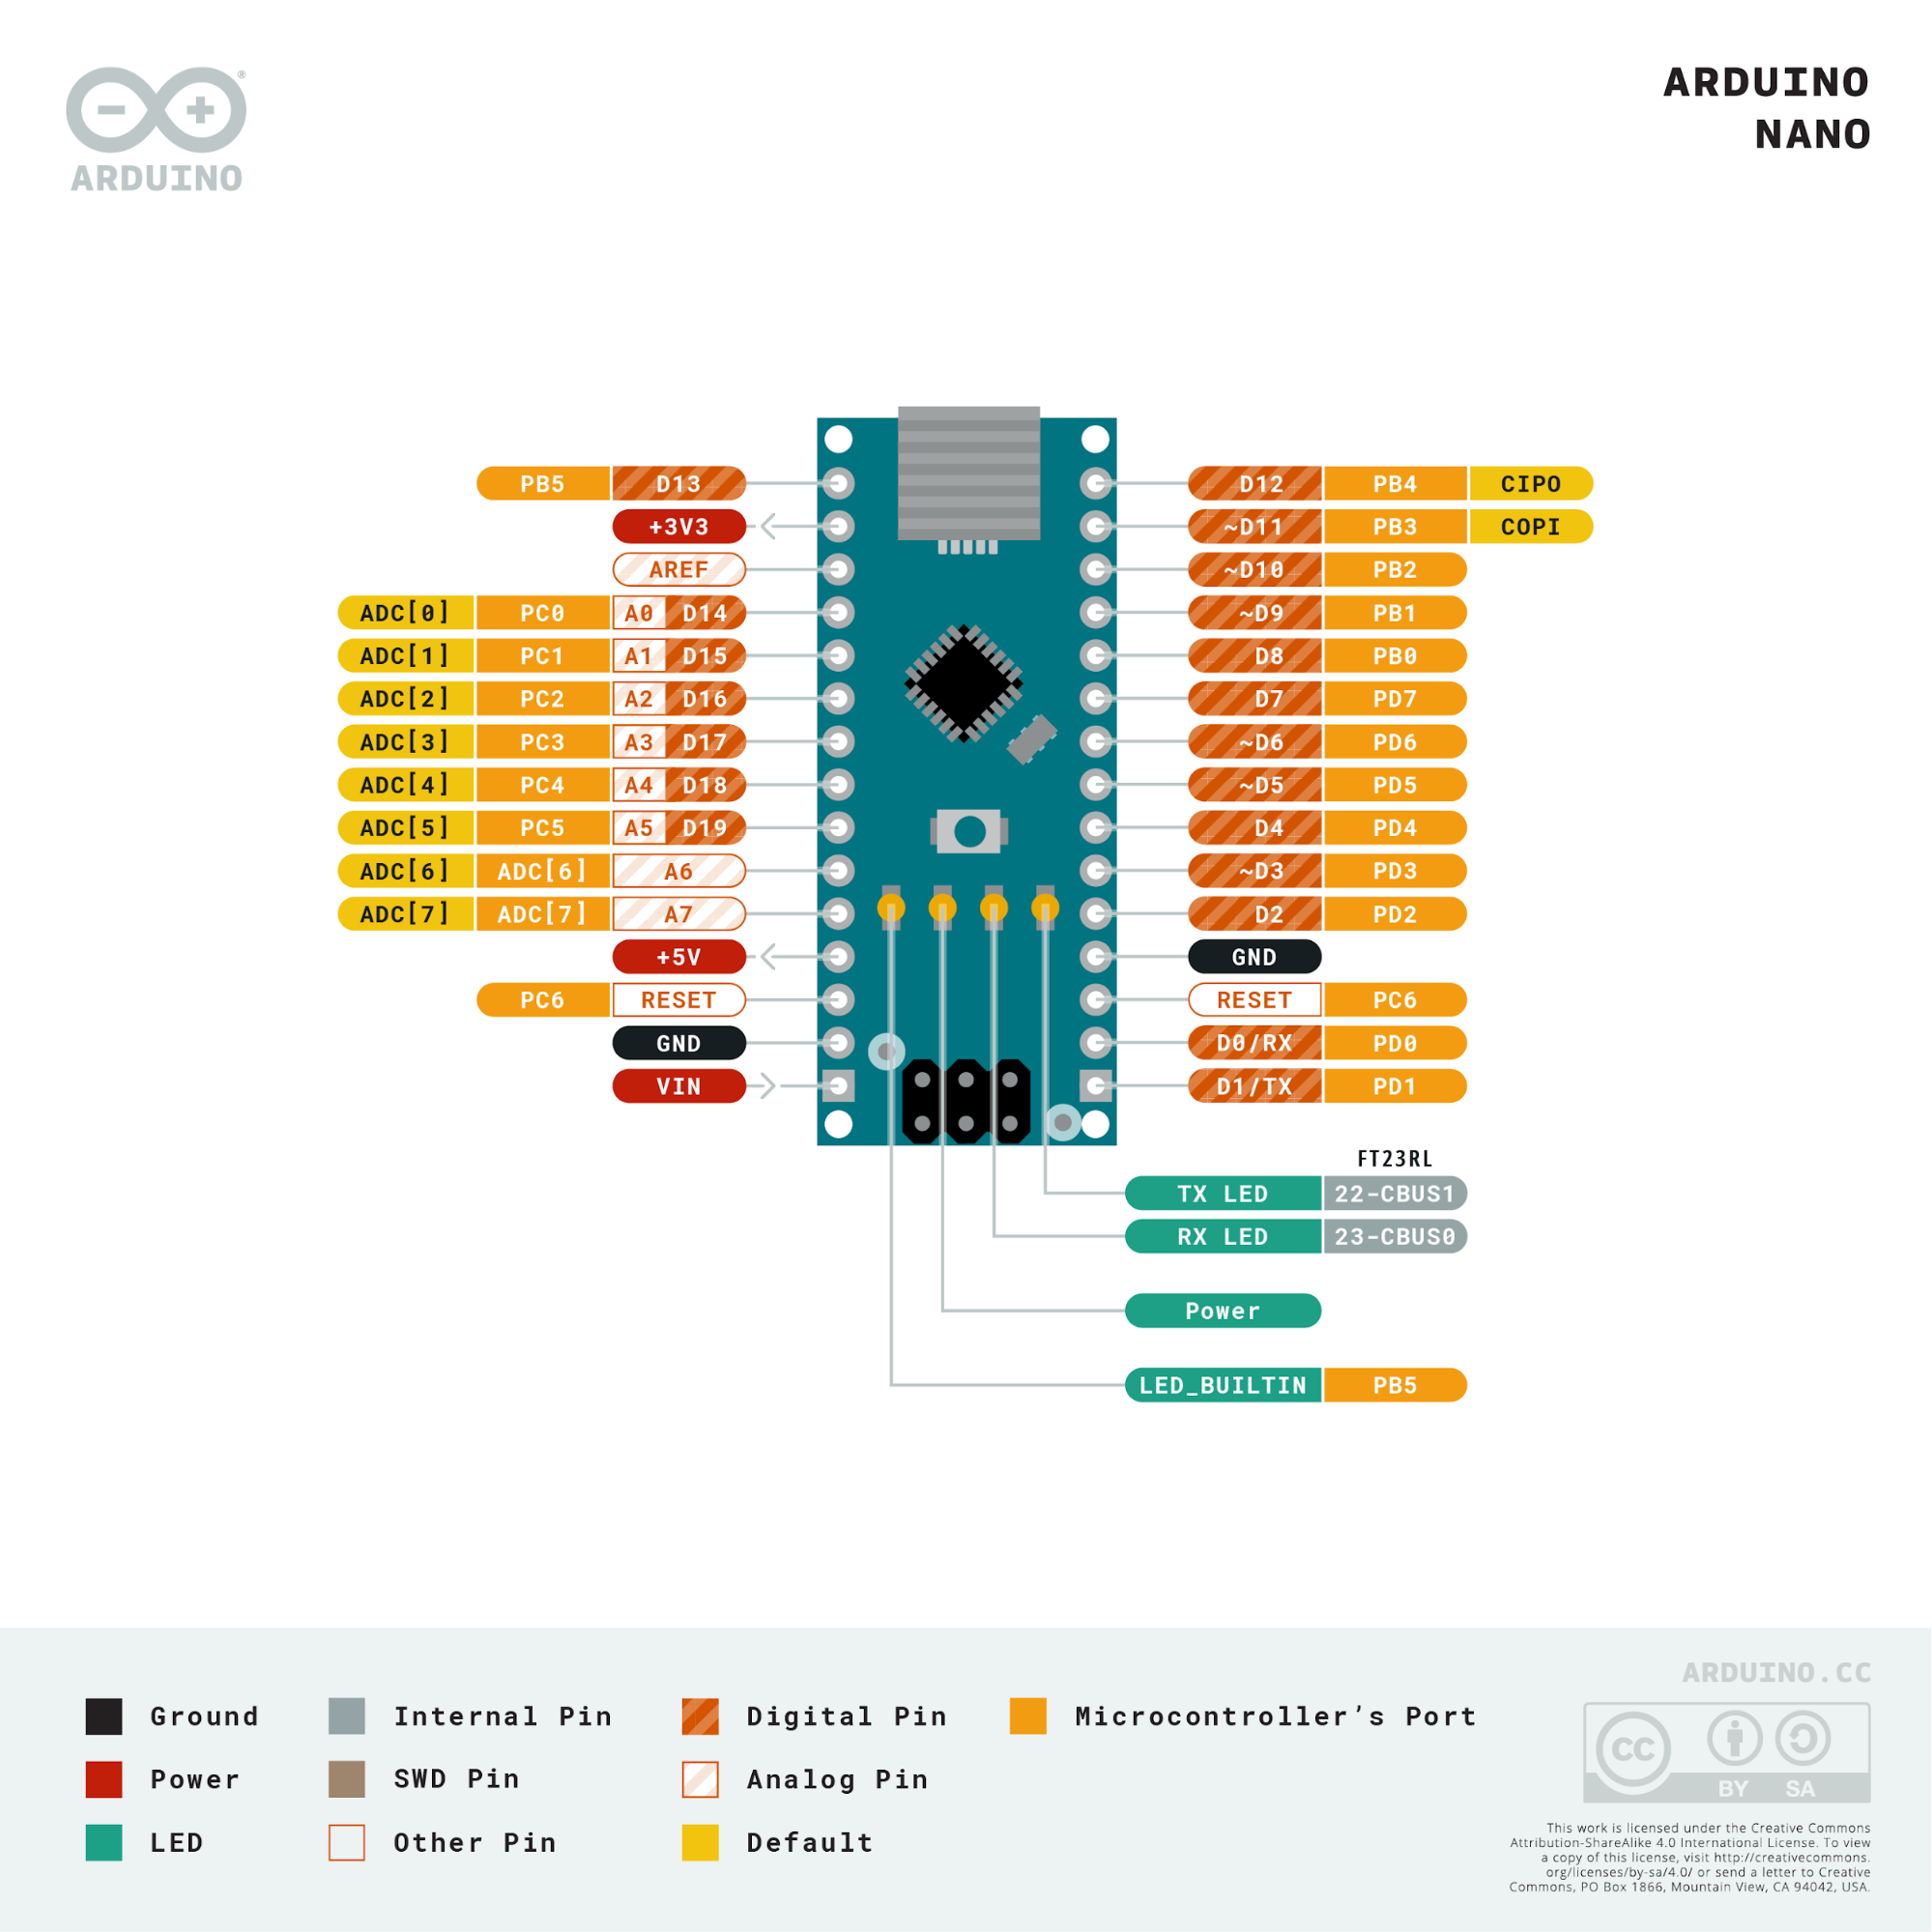 ARDUINO
®
ARDUINO
NANO
PB5 D13
+3V3
AREF
ADC[0] PC0 A0 D14
ADC[1] PC1 A1 D15
ADC[2] PC2 A2 D16
ADC[3] PC3 A3 D17
ADC[4] PC4 A4 D18
ADC[5] PC5 A5 D19
ADC[6] ADC[6] A6
ADC[7] ADC[7] A7
+5V
PC6 RESET
GND
VIN
D12 PB4 CIPO
~D11 PB3 COPI
~D10 PB2
~D9 PB1
D8 PB0
D7 PD7
~D6 PD6
~D5 PD5
D4 PD4
~D3 PD3
D2 PD2
GND
RESET PC6
D0/RX PD0
D1/TX PD1
FT23RL
TX LED 22-CBUS1
RX LED 23-CBUS0
Power
LED_BUILTIN PB5
Ground
Power
LED
Internal Pin
SWD Pin
Other Pin
Digital Pin
Analog Pin
Default
Microcontroller's Port
ARDUINO.CC
cc
BY SA
This work is licensed under the Creative Commons
Attribution-ShareAlike 4.0 International License. To view
a copy of this license, visit http://creativecommons.
org/licenses/by-sa/4.0/ or send a letter to Creative
Commons, PO Box 1866, Mountain View, CA 94042, USA.